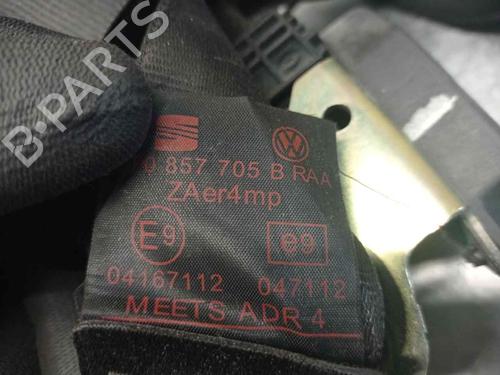 B-PARTS
857 705 B RAA
ZAer4mp
E9 e9
04167112 047112
MEETS ADR 4